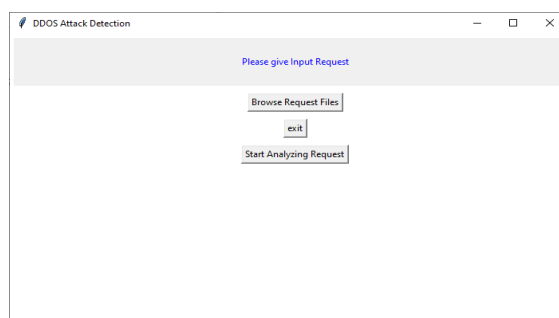 DDOS Attack Detection
Please give Input Request
Browse Request Files
exit
Start Analyzing Request